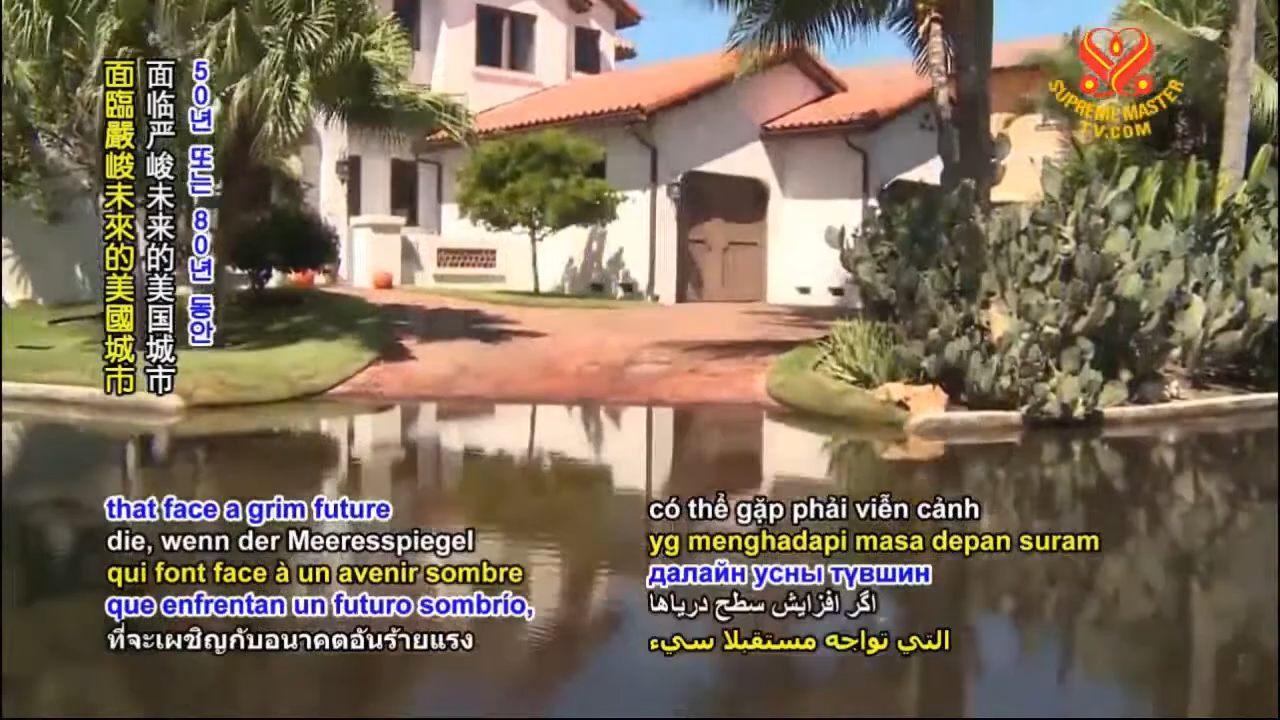 面臨嚴峻未來的美國城市
面临严峻未来的美国城市
50년 또는 80년 동안
SUPREME MASTER
TV.COM
that face a grim future
die, wenn der Meeresspiegel
qui font face à un avenir sombre
que enfrentan un futuro sombrío,
ที่จะเผชิญกับอนาคตอันร้ายแรง
có thể gặp phải viễn cảnh
yg menghadapi masa depan suram
далайн усны түвшин
اگر افزایش سطح دریاها
التي تواجه مستقبلا سيء